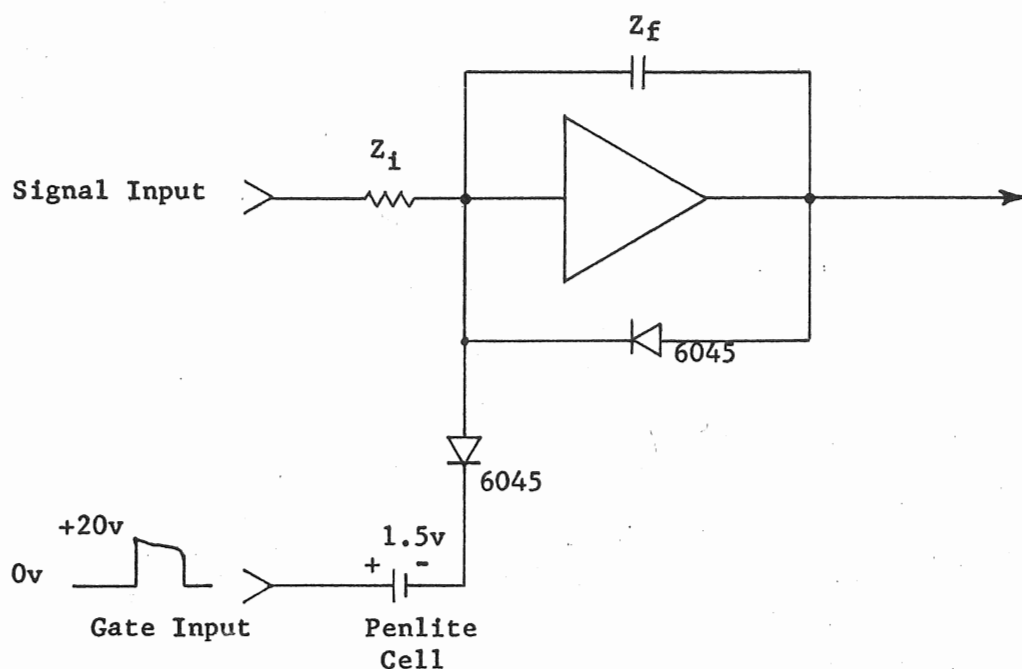 Zf
Zi
Signal Input
6045
6045
+20v
1.5v
+ -
0v
Gate Input
Penlite
Cell